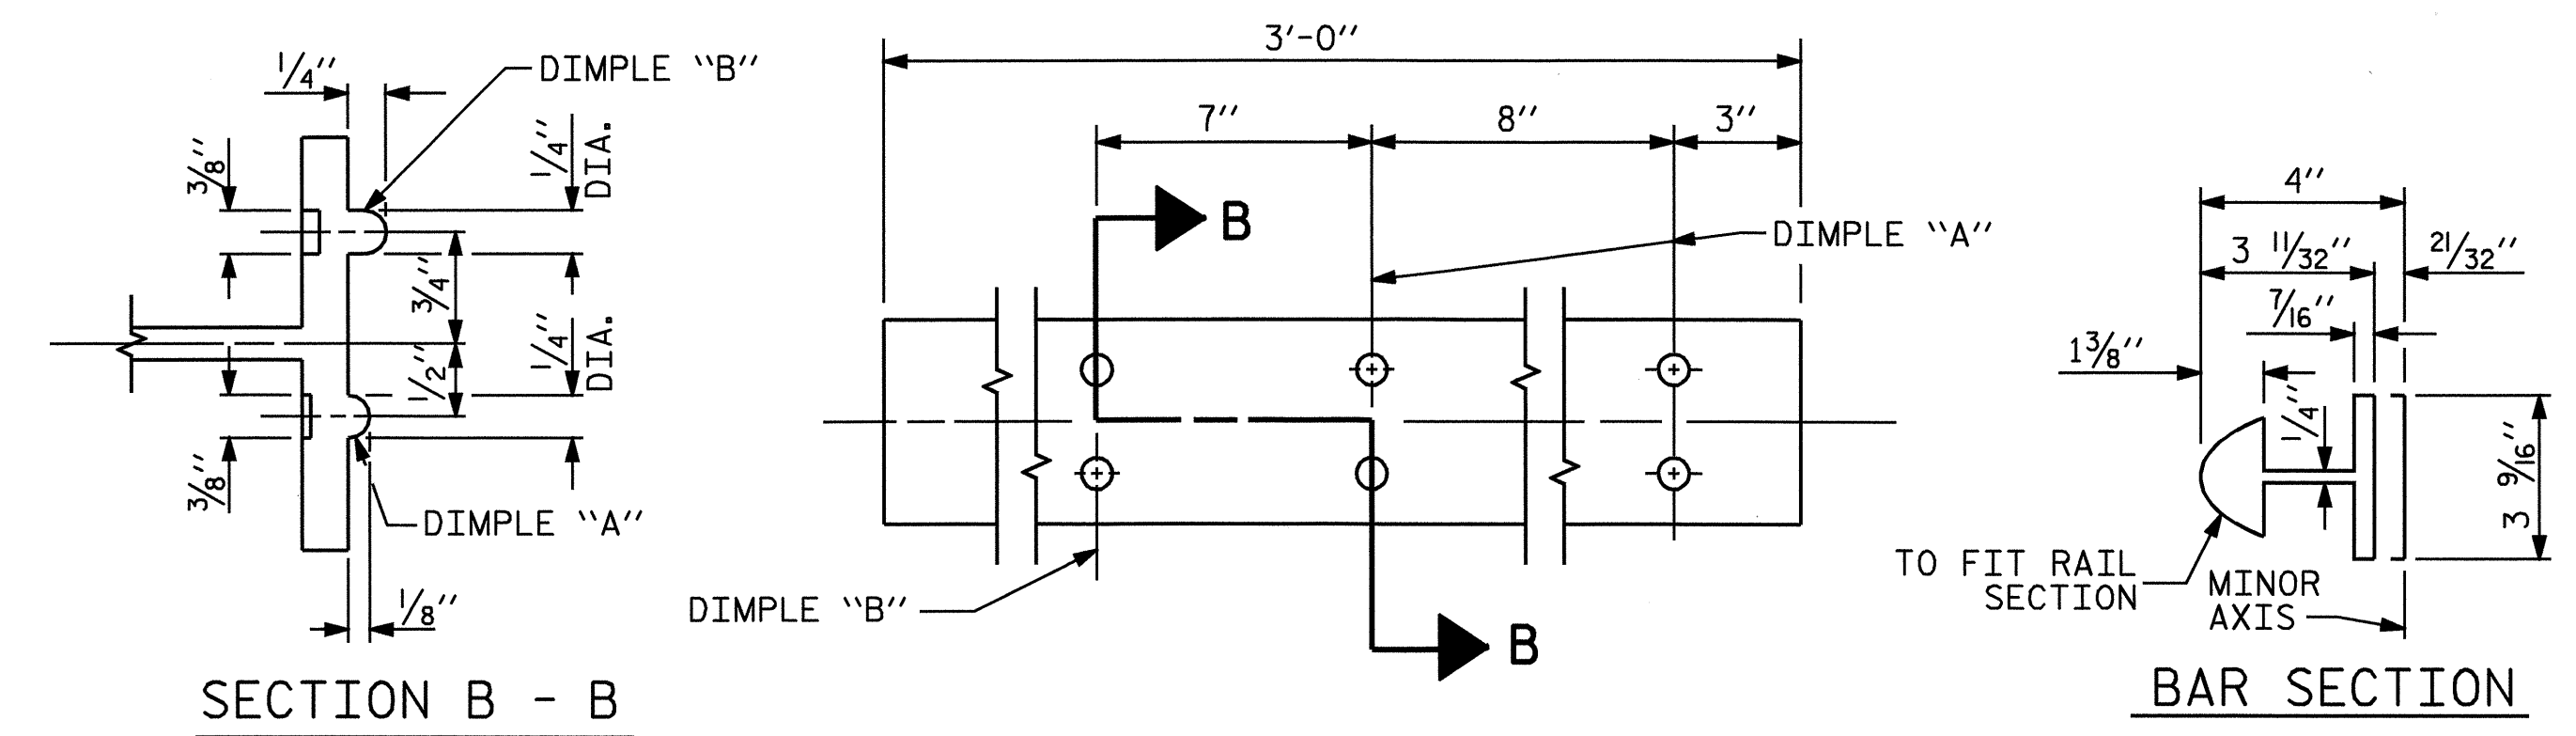 1/4"
DIMPLE "B"
3/8"
1/4"
DIA.
3/4"
1/2"
1/4"
DIA.
3/8"
DIMPLE "A"
1/8"
SECTION B - B
3'-0"
7"
8"
3"
B
DIMPLE "A"
DIMPLE "B"
B
4"
3 11/32"
21/32"
7/16"
1 3/8"
1/4"
3 9/16"
TO FIT RAIL
SECTION
MINOR
AXIS
BAR SECTION